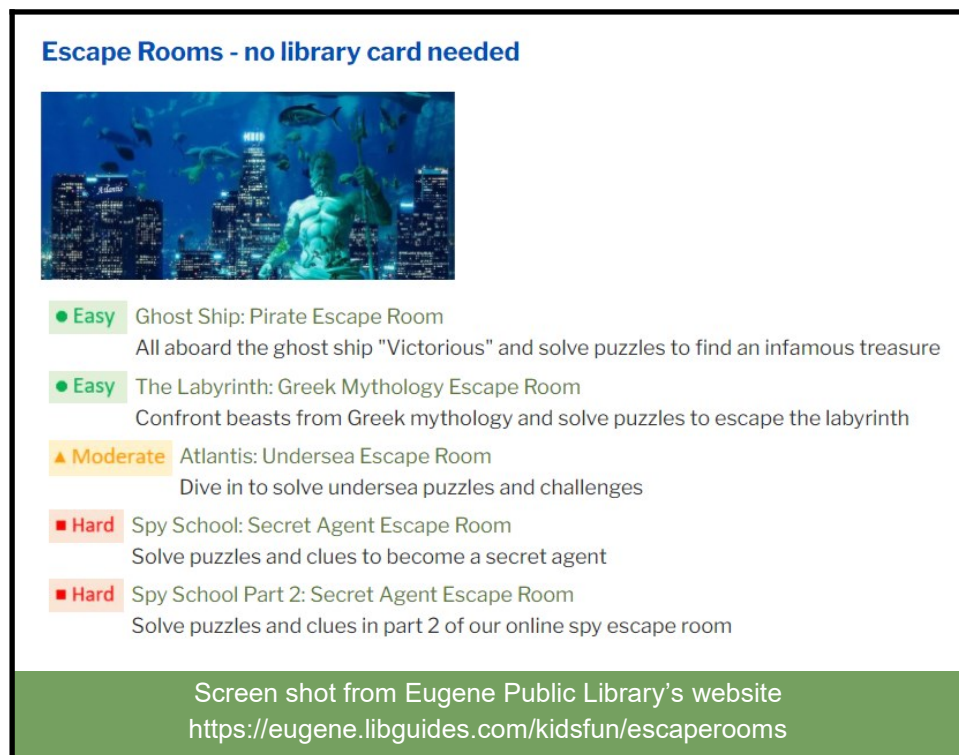 Escape Rooms - no library card needed
Atlantis
● Easy Ghost Ship: Pirate Escape Room
All aboard the ghost ship "Victorious" and solve puzzles to find an infamous treasure
● Easy The Labyrinth: Greek Mythology Escape Room
Confront beasts from Greek mythology and solve puzzles to escape the labyrinth
▲ Moderate Atlantis: Undersea Escape Room
Dive in to solve undersea puzzles and challenges
■ Hard Spy School: Secret Agent Escape Room
Solve puzzles and clues to become a secret agent
■ Hard Spy School Part 2: Secret Agent Escape Room
Solve puzzles and clues in part 2 of our online spy escape room
Screen shot from Eugene Public Library’s website
https://eugene.libguides.com/kidsfun/escaperooms